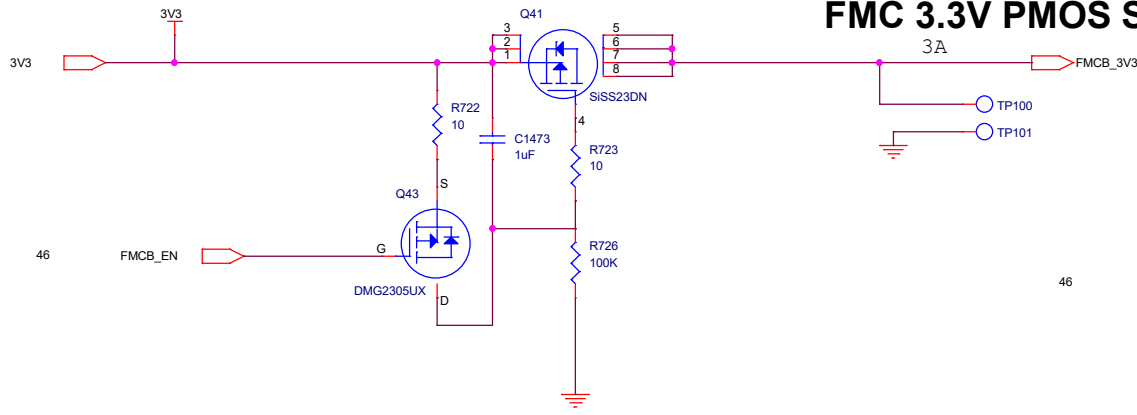 FMC 3.3V PMOS S
3V3
Q41
3A
3V3
3
2
1
5
6
7
8
FMCB_3V3
SiSS23DN
TP100
R722
10
4
TP101
C1473
1uF
R723
10
S
Q43
R726
100K
46
FMCB_EN
G
DMG2305UX
D
46